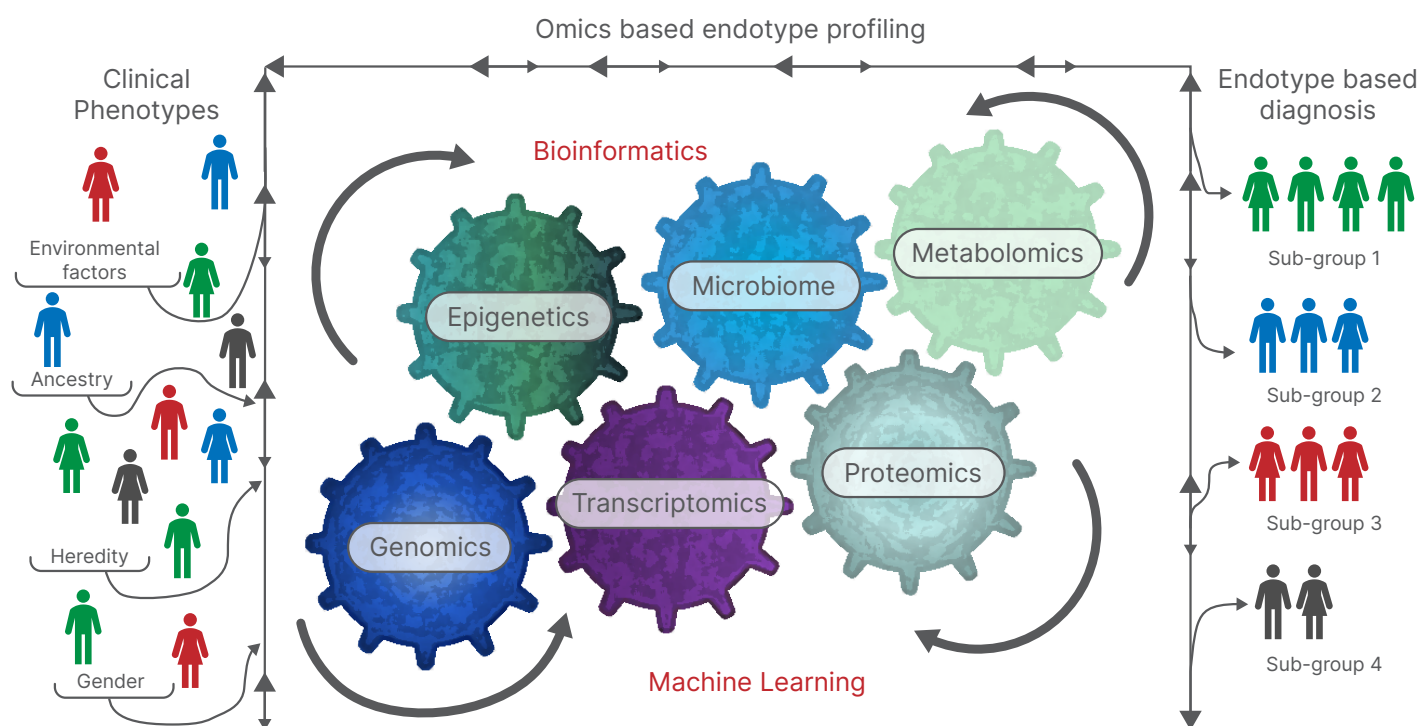 Omics based endotype profiling
Clinical
Phenotypes
Environmental
factors
Ancestry
Heredity
Gender
Bioinformatics
Epigenetics
Microbiome
Metabolomics
Genomics
Transcriptomics
Proteomics
Machine Learning
Endotype based
diagnosis
Sub-group 1
Sub-group 2
Sub-group 3
Sub-group 4